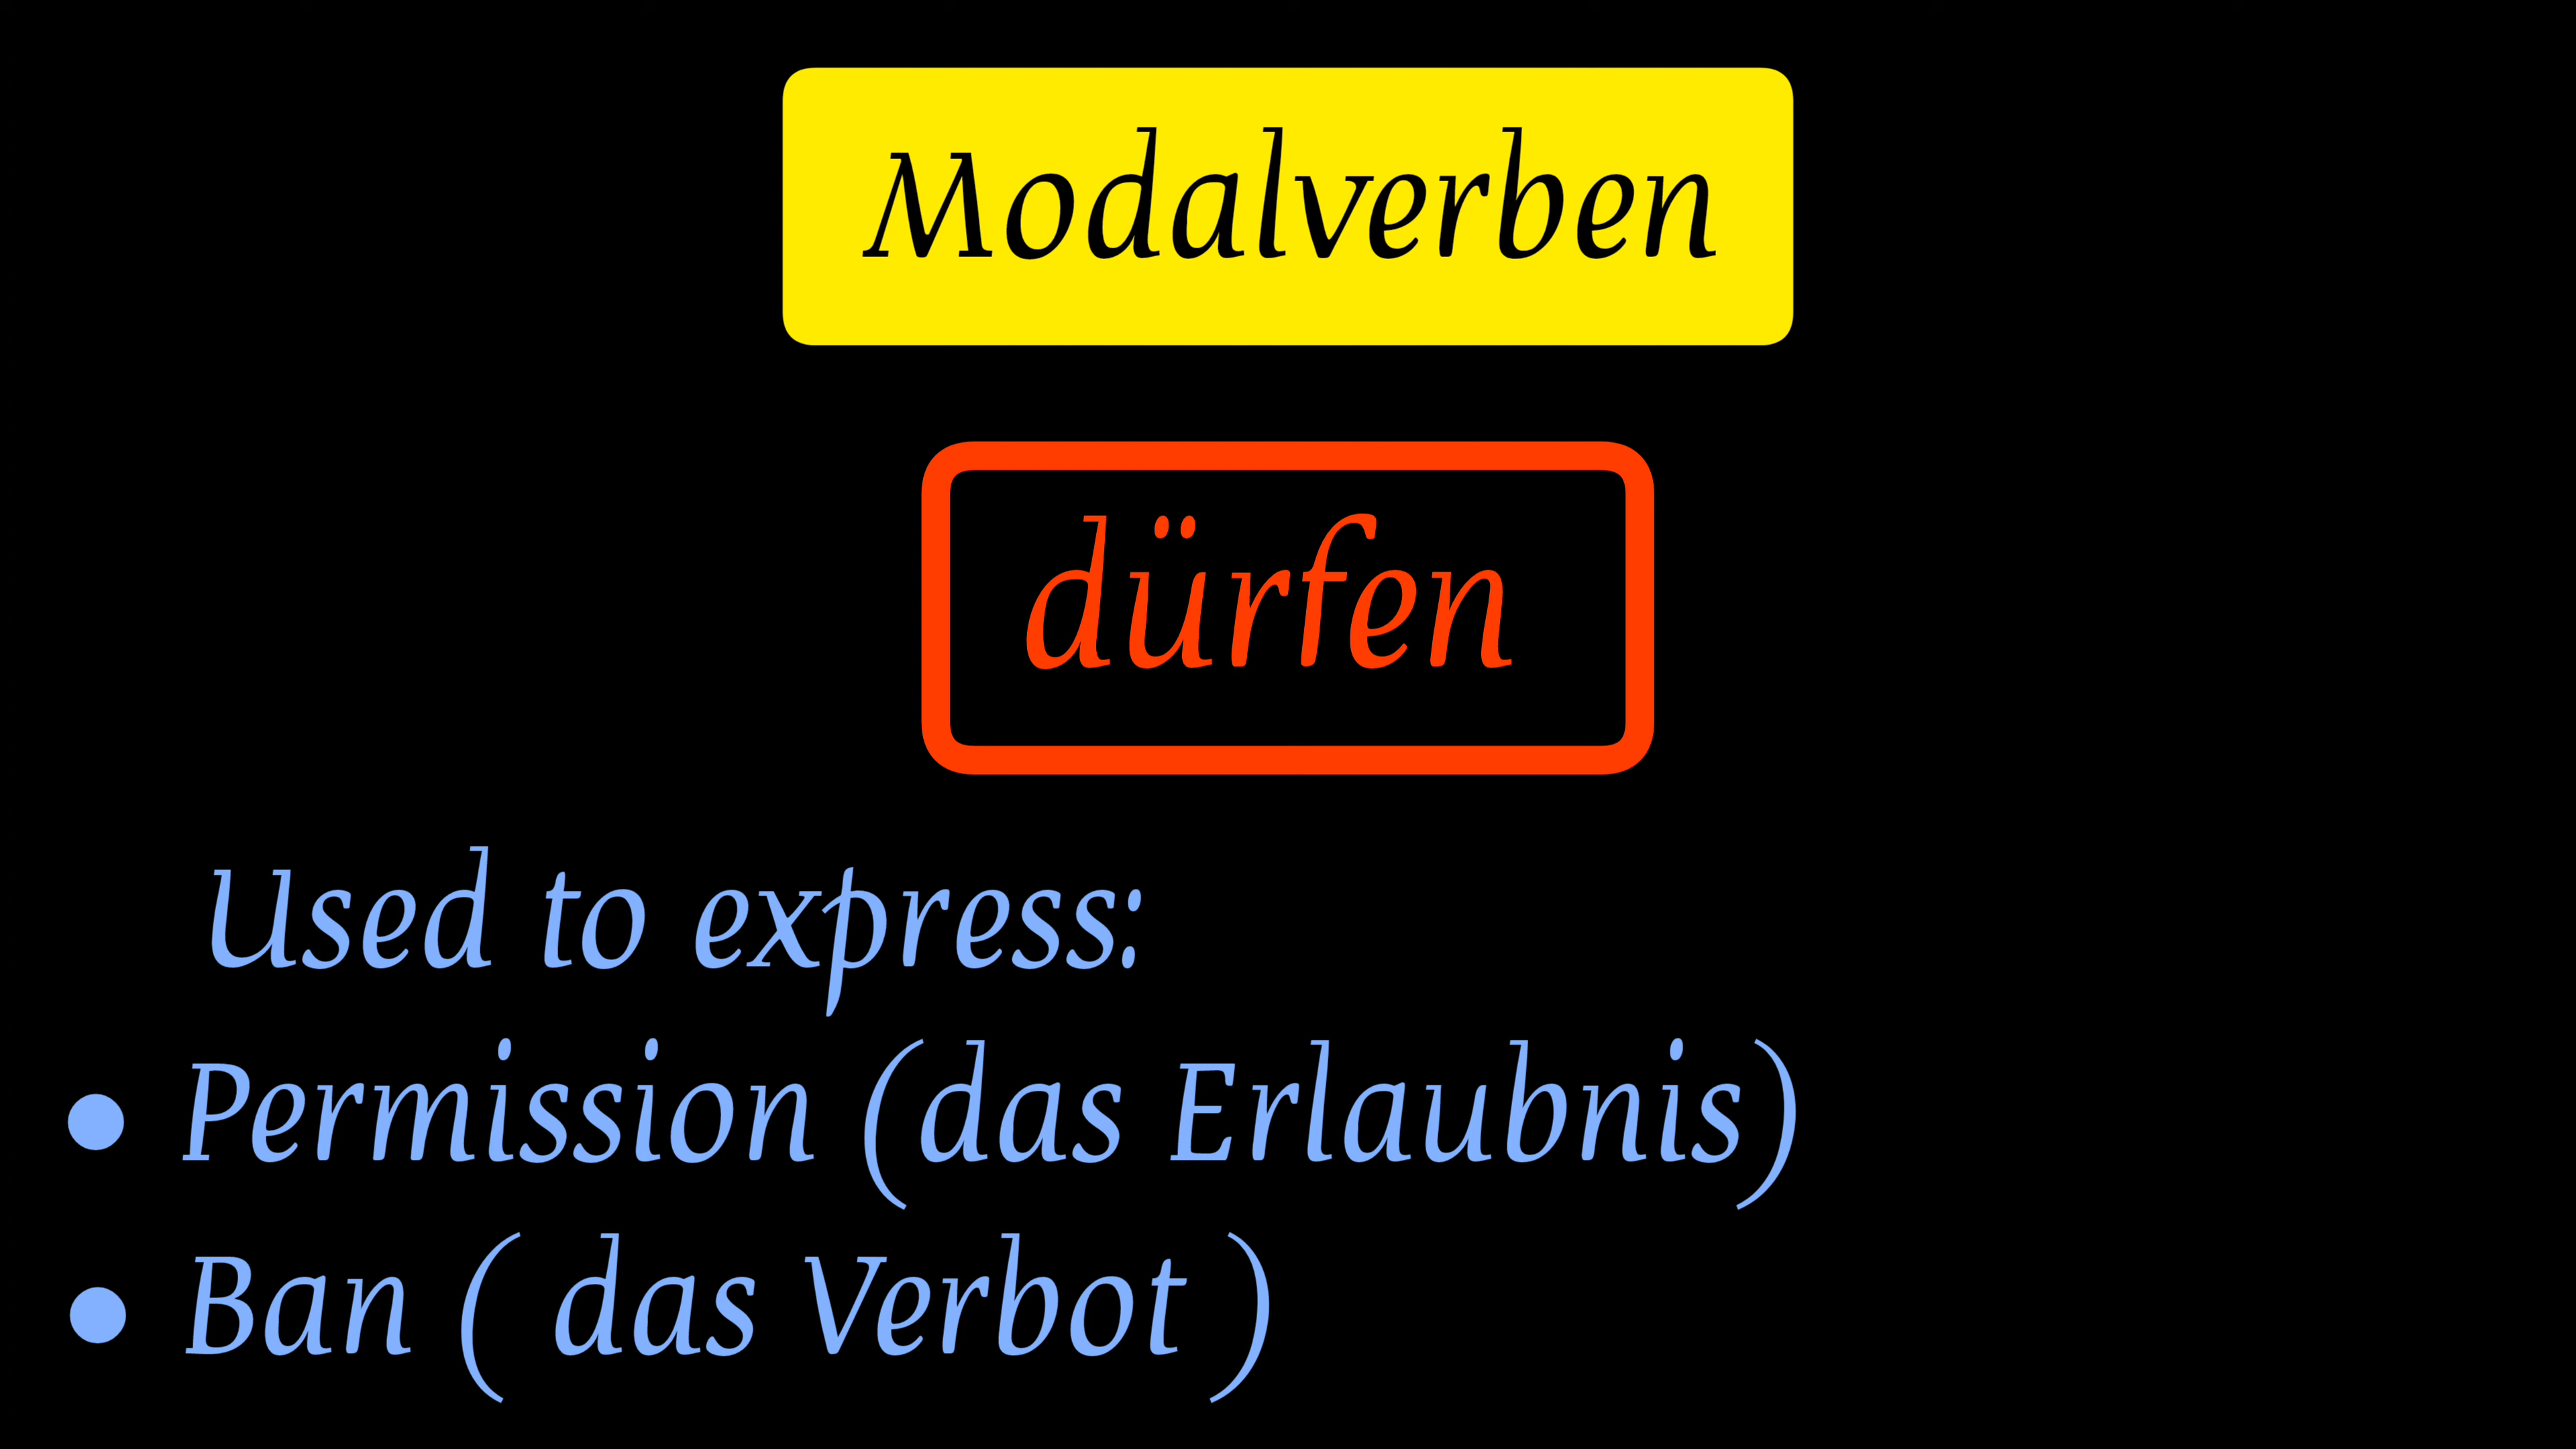 Modalverben
dürfen
Used to express:
• Permission (das Erlaubnis)
• Ban ( das Verbot )